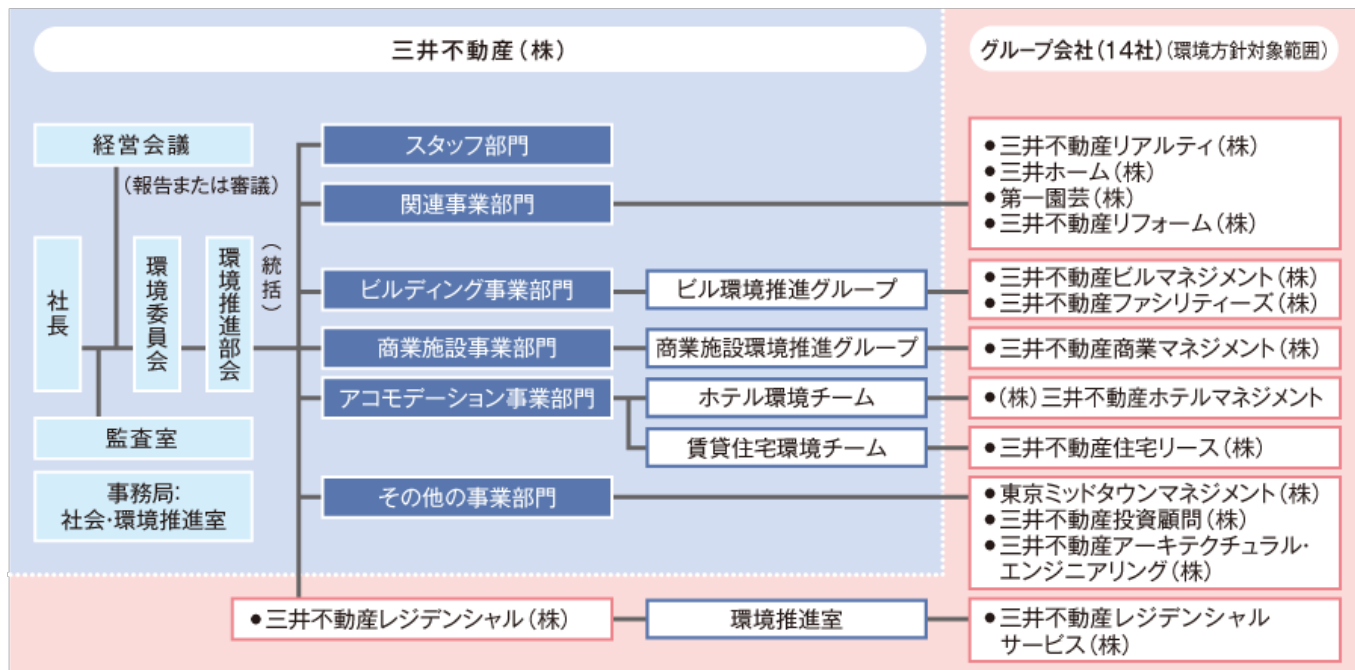 三井不動産(株)
グループ会社(14社)(環境方針対象範囲)
経営会議
(報告または審議)
社長
環境委員会
環境推進部会
(統括)
監査室
事務局:
社会・環境推進室
スタッフ部門
関連事業部門
●三井不動産リアルティ(株)
●三井ホーム(株)
●第一園芸(株)
●三井不動産リフォーム(株)
ビルディング事業部門
ビル環境推進グループ
●三井不動産ビルマネジメント(株)
●三井不動産ファシリティーズ(株)
商業施設事業部門
商業施設環境推進グループ
●三井不動産商業マネジメント(株)
アコモデーション事業部門
ホテル環境チーム
●(株)三井不動産ホテルマネジメント
賃貸住宅環境チーム
●三井不動産住宅リース(株)
その他の事業部門
●東京ミッドタウンマネジメント(株)
●三井不動産投資顧問(株)
●三井不動産アーキテクチュラル・
エンジニアリング(株)
●三井不動産レジデンシャル(株)
環境推進室
●三井不動産レジデンシャル
サービス(株)